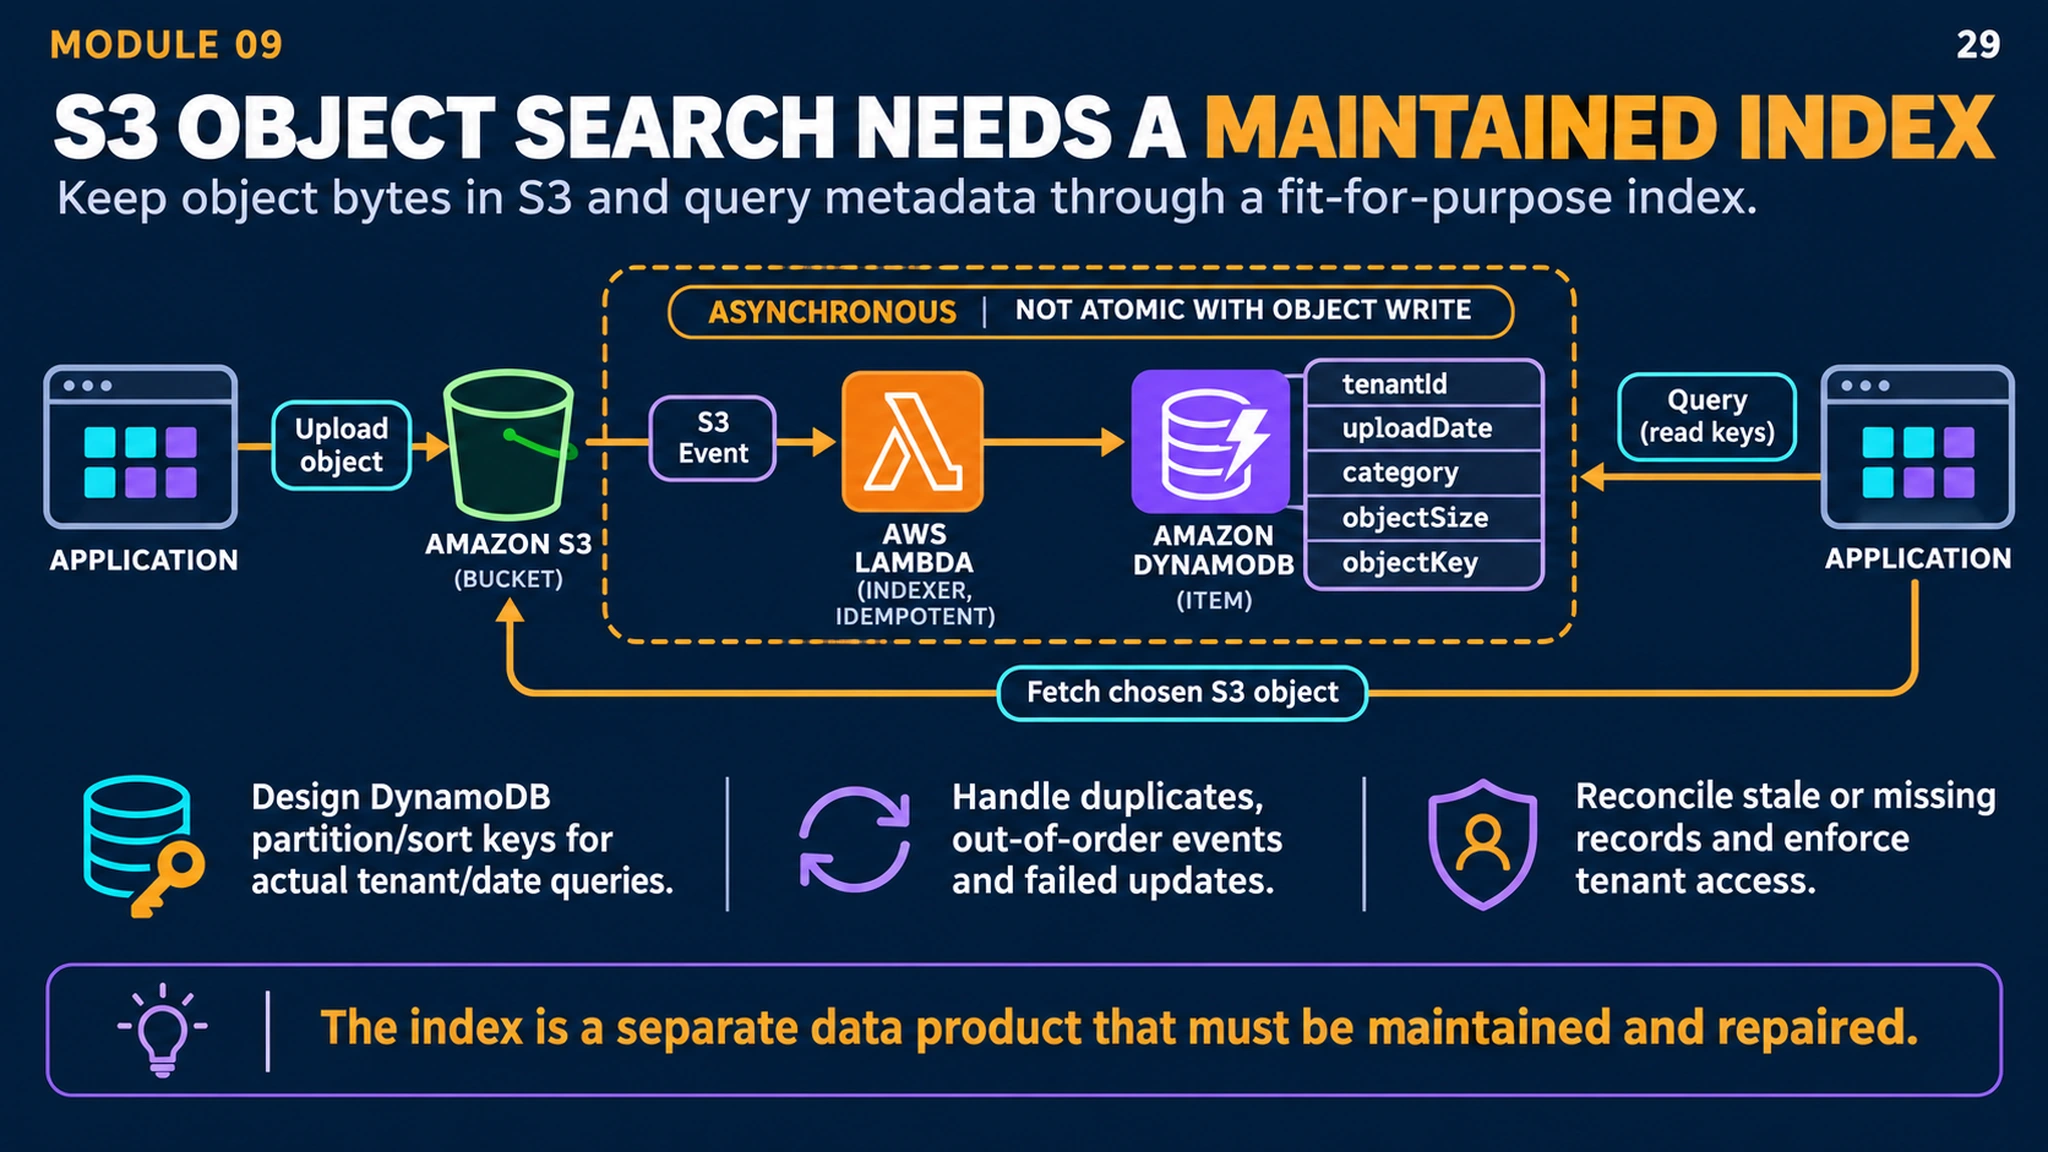 MODULE 09
29
S3 OBJECT SEARCH NEEDS A MAINTAINED INDEX
Keep object bytes in S3 and query metadata through a fit-for-purpose index.
ASYNCHRONOUS | NOT ATOMIC WITH OBJECT WRITE
APPLICATION
Upload
object
AMAZON S3
(BUCKET)
S3
Event
AWS
LAMBDA
(INDEXER,
IDEMPOTENT)
AMAZON
DYNAMODB
(ITEM)
tenantId
uploadDate
category
objectSize
objectKey
Query
(read keys)
APPLICATION
Fetch chosen S3 object
Design DynamoDB
partition/sort keys for
actual tenant/date queries.
Handle duplicates,
out-of-order events
and failed updates.
Reconcile stale or missing
records and enforce
tenant access.
The index is a separate data product that must be maintained and repaired.